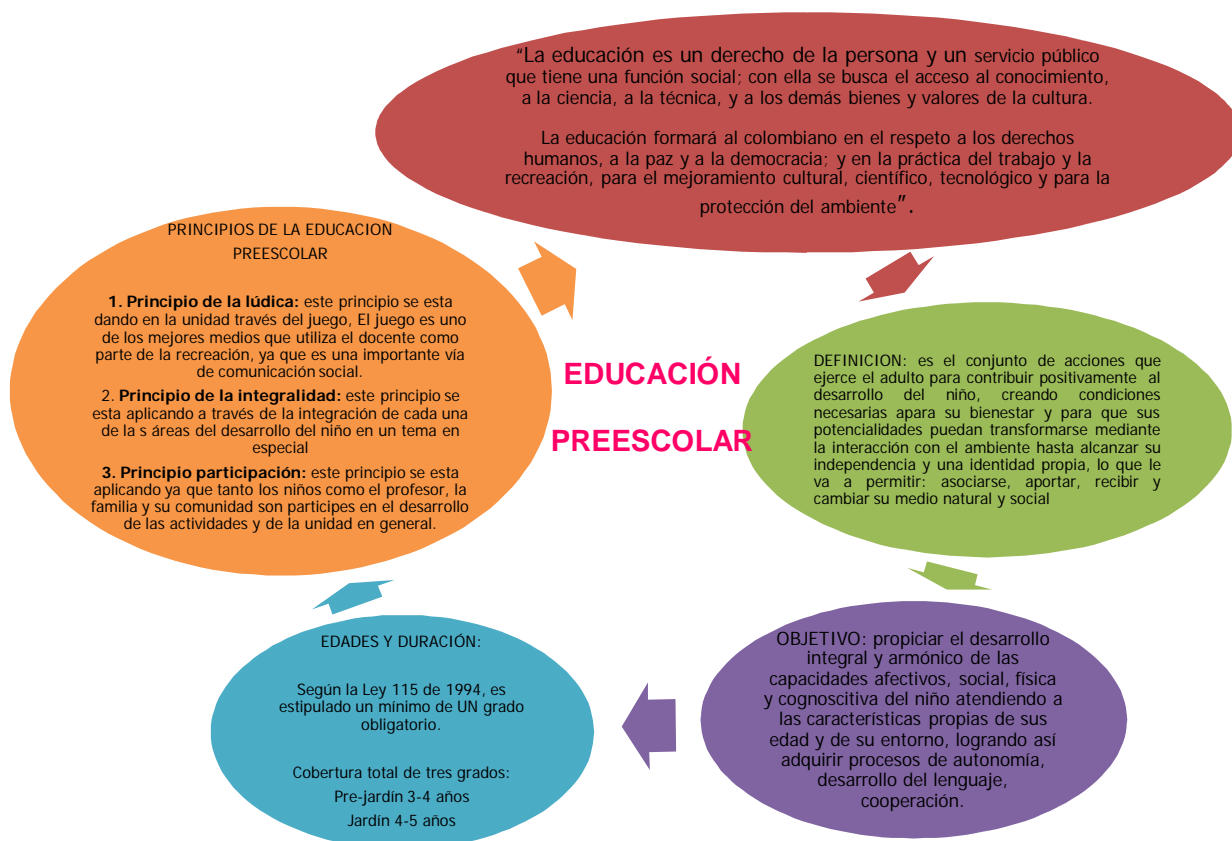 “La educación es un derecho de la persona y un servicio público
que tiene una función social; con ella se busca el acceso al conocimiento,
a la ciencia, a la técnica, y a los demás bienes y valores de la cultura.
La educación formará al colombiano en el respeto a los derechos
humanos, a la paz y a la democracia; y en la práctica del trabajo y la
recreación, para el mejoramiento cultural, científico, tecnológico y para la
protección del ambiente”.
EDUCACIÓN
PREESCOLAR
DEFINICION: es el conjunto de acciones que
ejerce el adulto para contribuir positivamente al
desarrollo del niño, creando condiciones
necesarias apara su bienestar y para que sus
potencialidades puedan transformarse mediante
la interacción con el ambiente hasta alcanzar su
independencia y una identidad propia, lo que le
va a permitir: asociarse, aportar, recibir y
cambiar su medio natural y social
OBJETIVO: propiciar el desarrollo
integral y armónico de las
capacidades afectivos, social, física
y cognoscitiva del niño atendiendo a
las características propias de sus
edad y de su entorno, logrando así
adquirir procesos de autonomía,
desarrollo del lenguaje,
cooperación.
EDADES Y DURACIÓN:
Según la Ley 115 de 1994, es
estipulado un mínimo de UN grado
obligatorio.
Cobertura total de tres grados:
Pre-jardín 3-4 años
Jardín 4-5 años
PRINCIPIOS DE LA EDUCACION
PREESCOLAR
1. Principio de la lúdica: este principio se esta
dando en la unidad través del juego, El juego es uno
de los mejores medios que utiliza el docente como
parte de la recreación, ya que es una importante vía
de comunicación social.
2. Principio de la integralidad: este principio se
esta aplicando a través de la integración de cada una
de la s áreas del desarrollo del niño en un tema en
especial
3. Principio participación: este principio se esta
aplicando ya que tanto los niños como el profesor, la
familia y su comunidad son participes en el desarrollo
de las actividades y de la unidad en general.